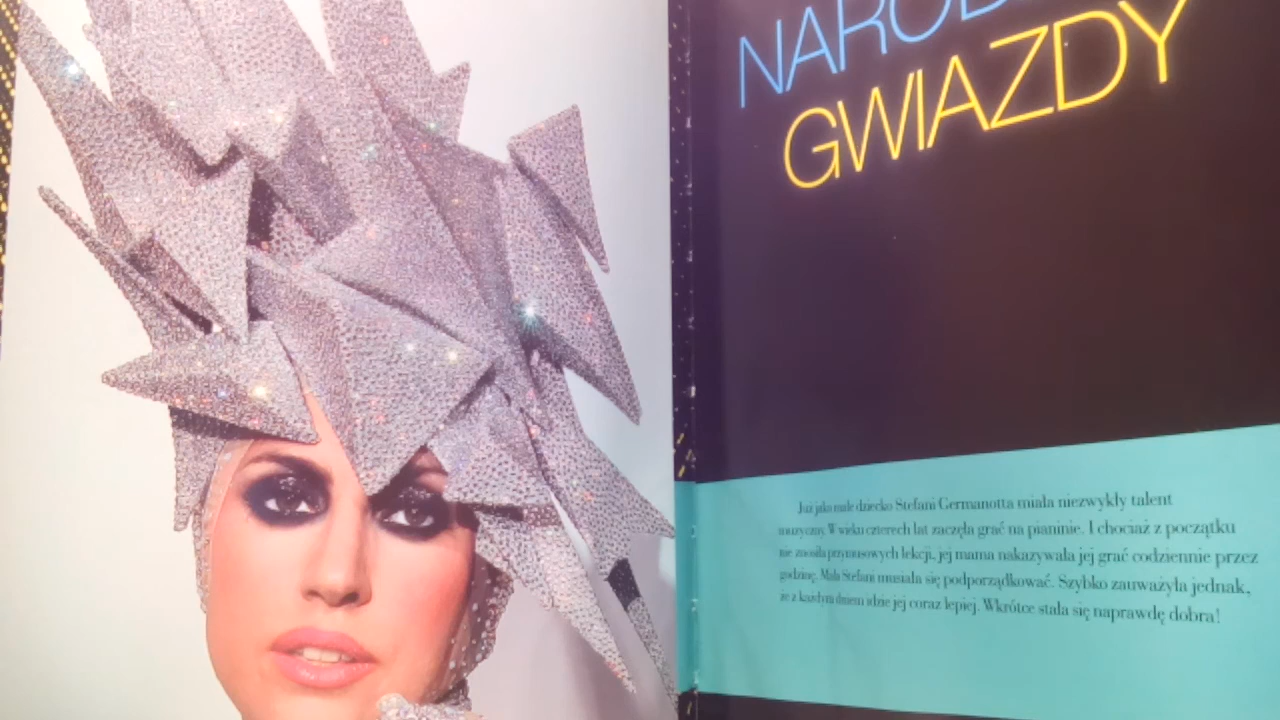 NAROD
GWIAZDY
Już jako małe dziecko Stefani Germanotta miała niezwykły talent
muzyczny. W wieku czterech lat zaczęła grać na pianinie. I chociaż z początku
nie znosiła przymusowych lekcji, jej mama nakazywała jej grać codziennie przez
godzinę. Mała Stefani musiała się podporządkować. Szybko zauważyła jednak,
że z każdym dniem idzie jej coraz lepiej. Wkrótce stała się naprawdę dobra!